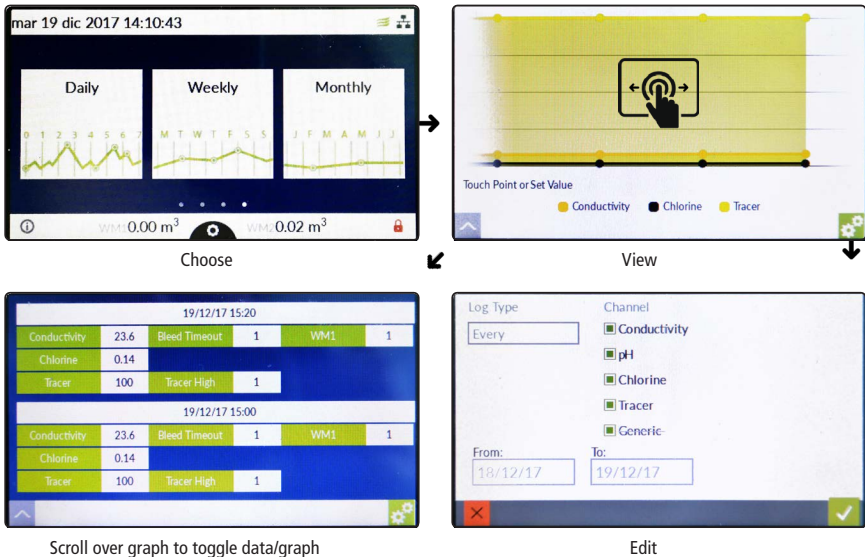 mar 19 dic 2017 14:10:43
Daily Weekly Monthly
0 1 2 3 4 5 6 7 M T W T F S S J F M A M J J
WM1 0.00 m³ WM2 0.02 m³
Choose
Touch Point or Set Value
Conductivity Chlorine Tracer
View
19/12/17 15:20
Conductivity 23.6 Bleed Timeout 1 WM1 1
Chlorine 0.14
Tracer 100 Tracer High 1
19/12/17 15:00
Conductivity 23.6 Bleed Timeout 1 WM1 1
Chlorine 0.14
Tracer 100 Tracer High 1
Scroll over graph to toggle data/graph
Log Type Channel
Every Conductivity
pH
Chlorine
Tracer
Generic
From: To:
18/12/17 19/12/17
Edit